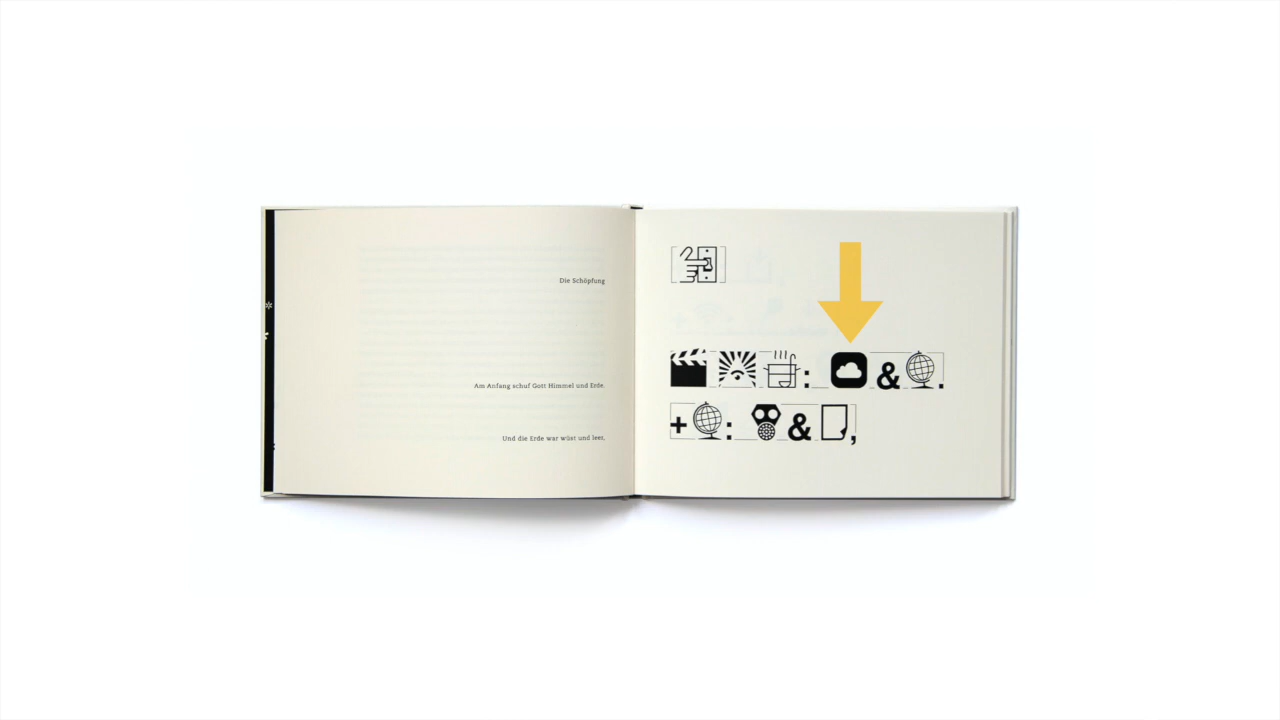 Die Schöpfung
Am Anfang schuf Gott Himmel und Erde.
Und die Erde war wüst und leer,
: & .
+ : & ,